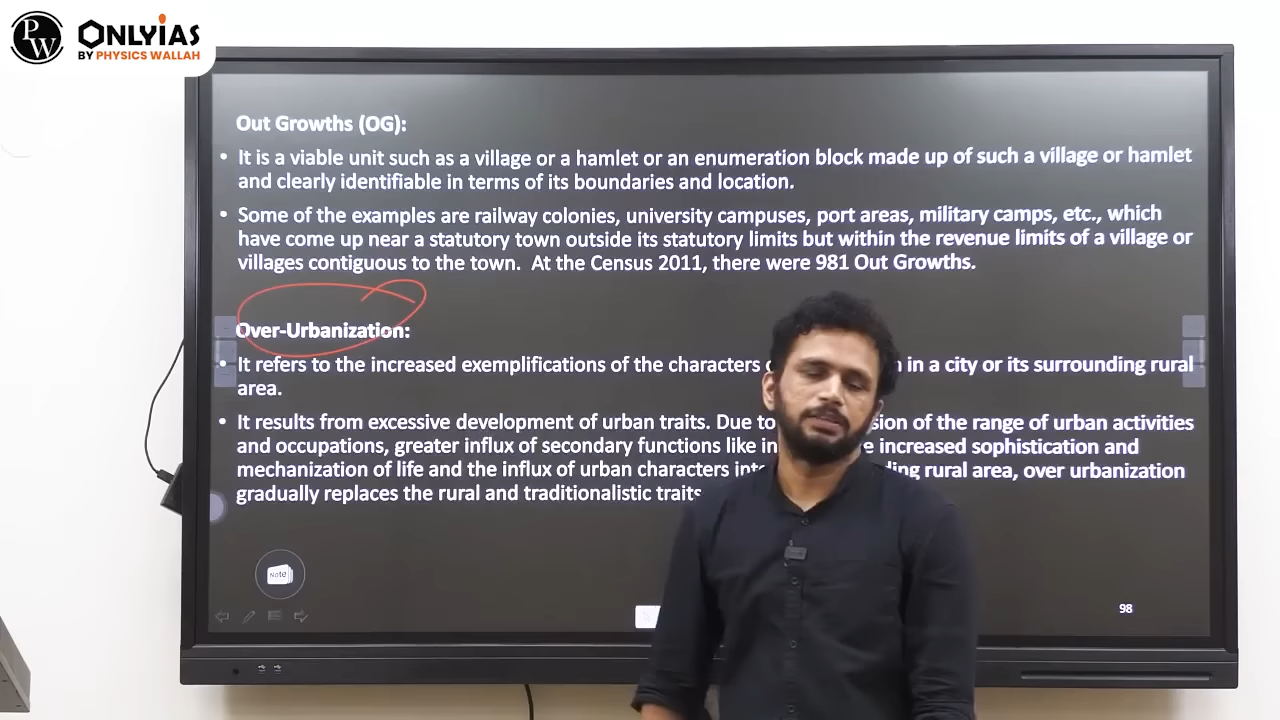 PW ONLYIAS
BY PHYSICS WALLAH
Out Growths (OG):
• It is a viable unit such as a village or a hamlet or an enumeration block made up of such a village or hamlet
and clearly identifiable in terms of its boundaries and location.
• Some of the examples are railway colonies, university campuses, port areas, military camps, etc., which
have come up near a statutory town outside its statutory limits but within the revenue limits of a village or
villages contiguous to the town. At the Census 2011, there were 981 Out Growths.
Over-Urbanization:
• It refers to the increased exemplifications of the characters in a city or its surrounding rural
area.
• It results from excessive development of urban traits. Due to of the range of urban activities
and occupations, greater influx of secondary functions like increased sophistication and
mechanization of life and the influx of urban characters rural area, over urbanization
gradually replaces the rural and traditionalistic traits
Note
98